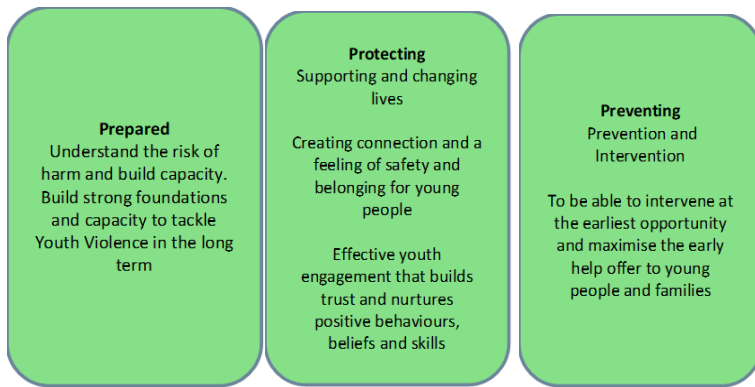 Prepared
Understand the risk of
harm and build capacity.
Build strong foundations
and capacity to tackle
Youth Violence in the long
term
Protecting
Supporting and changing
lives
Creating connection and a
feeling of safety and
belonging for young
people
Effective youth
engagement that builds
trust and nurtures
positive behaviours,
beliefs and skills
Preventing
Prevention and
Intervention
To be able to intervene at
the earliest opportunity
and maximise the early
help offer to young
people and families